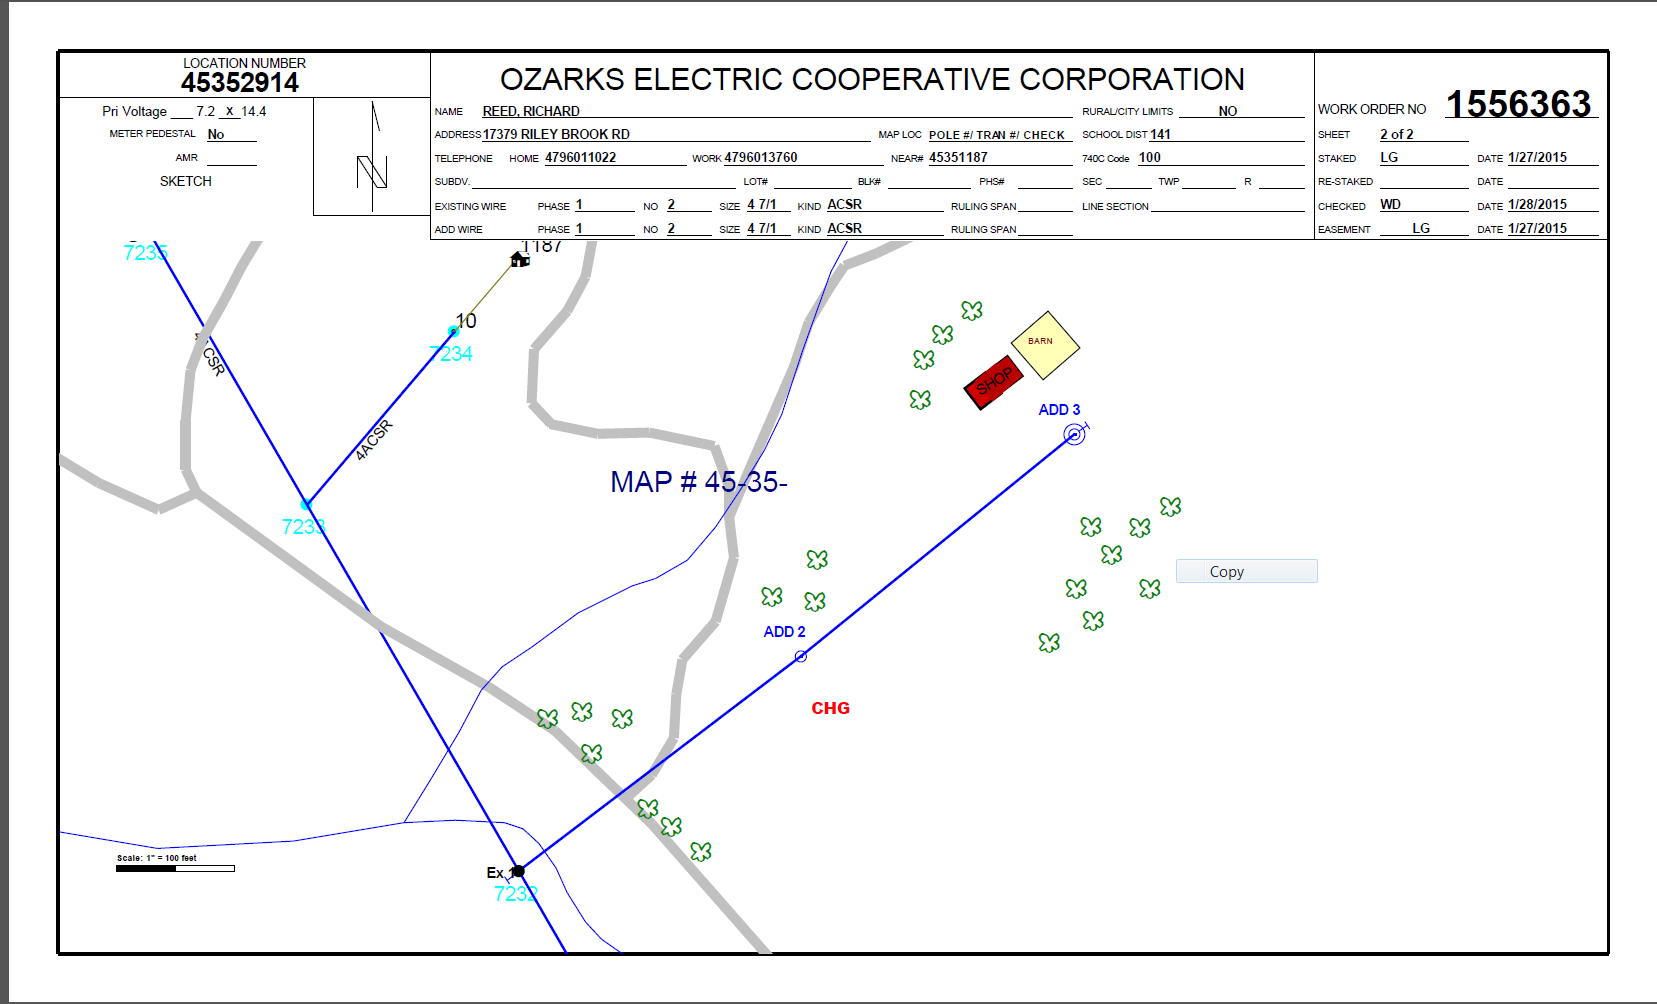 LOCATION NUMBER
45352914
Pri Voltage ___ 7.2 _x_ 14.4
METER PEDESTAL No
AMR
SKETCH
N
OZARKS ELECTRIC COOPERATIVE CORPORATION
NAME REED, RICHARD RURAL/CITY LIMITS NO
ADDRESS 17379 RILEY BROOK RD MAP LOC POLE #/ TRAN #/ CHECK SCHOOL DIST 141
TELEPHONE HOME 4796011022 WORK 4796013760 NEAR# 45351187 740C Code 100
SUBDV. LOT# BLK# PHS# SEC TWP R
EXISTING WIRE PHASE 1 NO 2 SIZE 4 7/1 KIND ACSR RULING SPAN LINE SECTION
ADD WIRE PHASE 1 NO 2 SIZE 4 7/1 KIND ACSR RULING SPAN
WORK ORDER NO 1556363
SHEET 2 of 2
STAKED LG DATE 1/27/2015
RE-STAKED DATE
CHECKED WD DATE 1/28/2015
EASEMENT LG DATE 1/27/2015
7235
1187
10
7234
4ACSR
4ACSR
7233
MAP # 45-35-
BARN
SHOP
ADD 3
Copy
ADD 2
CHG
Scale: 1" = 100 feet
Ex 1
7232